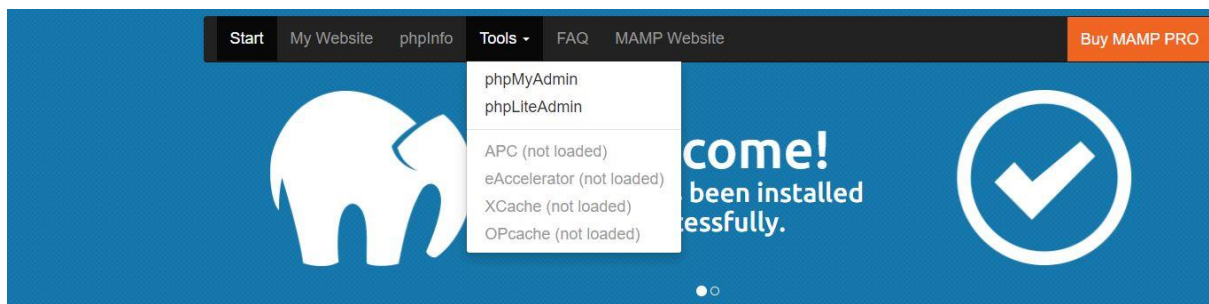 Start My Website phpInfo Tools FAQ MAMP Website Buy MAMP PRO
phpMyAdmin
phpLiteAdmin
APC (not loaded)
eAccelerator (not loaded)
XCache (not loaded)
OPcache (not loaded)
come!
been installed
essfully.